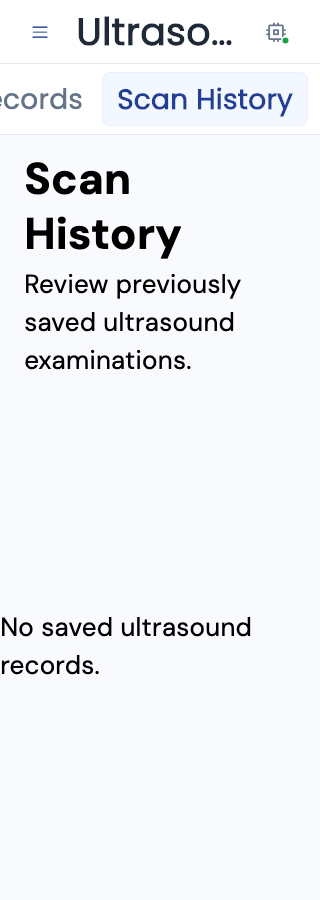 Ultraso...
ecords
Scan History
Scan
History
Review previously
saved ultrasound
examinations.
No saved ultrasound
records.